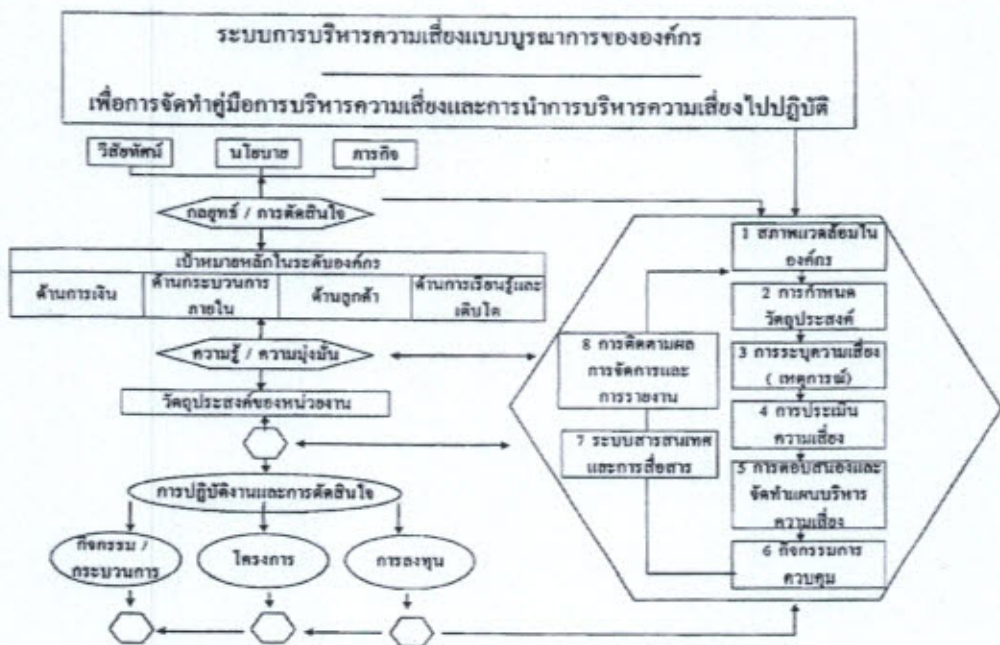 ระบบการบริหารความเสี่ยงแบบบูรณาการขององค์กร
เพื่อการจัดทำคู่มือการบริหารความเสี่ยงและการนำการบริหารความเสี่ยงไปปฏิบัติ
วิสัยทัศน์
นโยบาย
ภารกิจ
กลยุทธ์ / การตัดสินใจ
เป้าหมายหลักในระดับองค์กร
ด้านการเงิน
ด้านกระบวนการ
ภายใน
ด้านลูกค้า
ด้านการเรียนรู้และ
เติบโต
ความรู้ / ความมุ่งมั่น
วัตถุประสงค์ของหน่วยงาน
การปฏิบัติงานและการตัดสินใจ
กิจกรรม /
กระบวนการ
โครงการ
การลงทุน
1 สภาพแวดล้อมใน
องค์กร
2 การกำหนด
วัตถุประสงค์
3 การระบุความเสี่ยง
( เหตุการณ์)
4 การประเมิน
ความเสี่ยง
5 การตอบสนองและ
จัดทำแผนบริหาร
ความเสี่ยง
6 กิจกรรมการ
ควบคุม
8 การติดตามผล
การจัดการและ
การรายงาน
7 ระบบสารสนเทศ
และการสื่อสาร